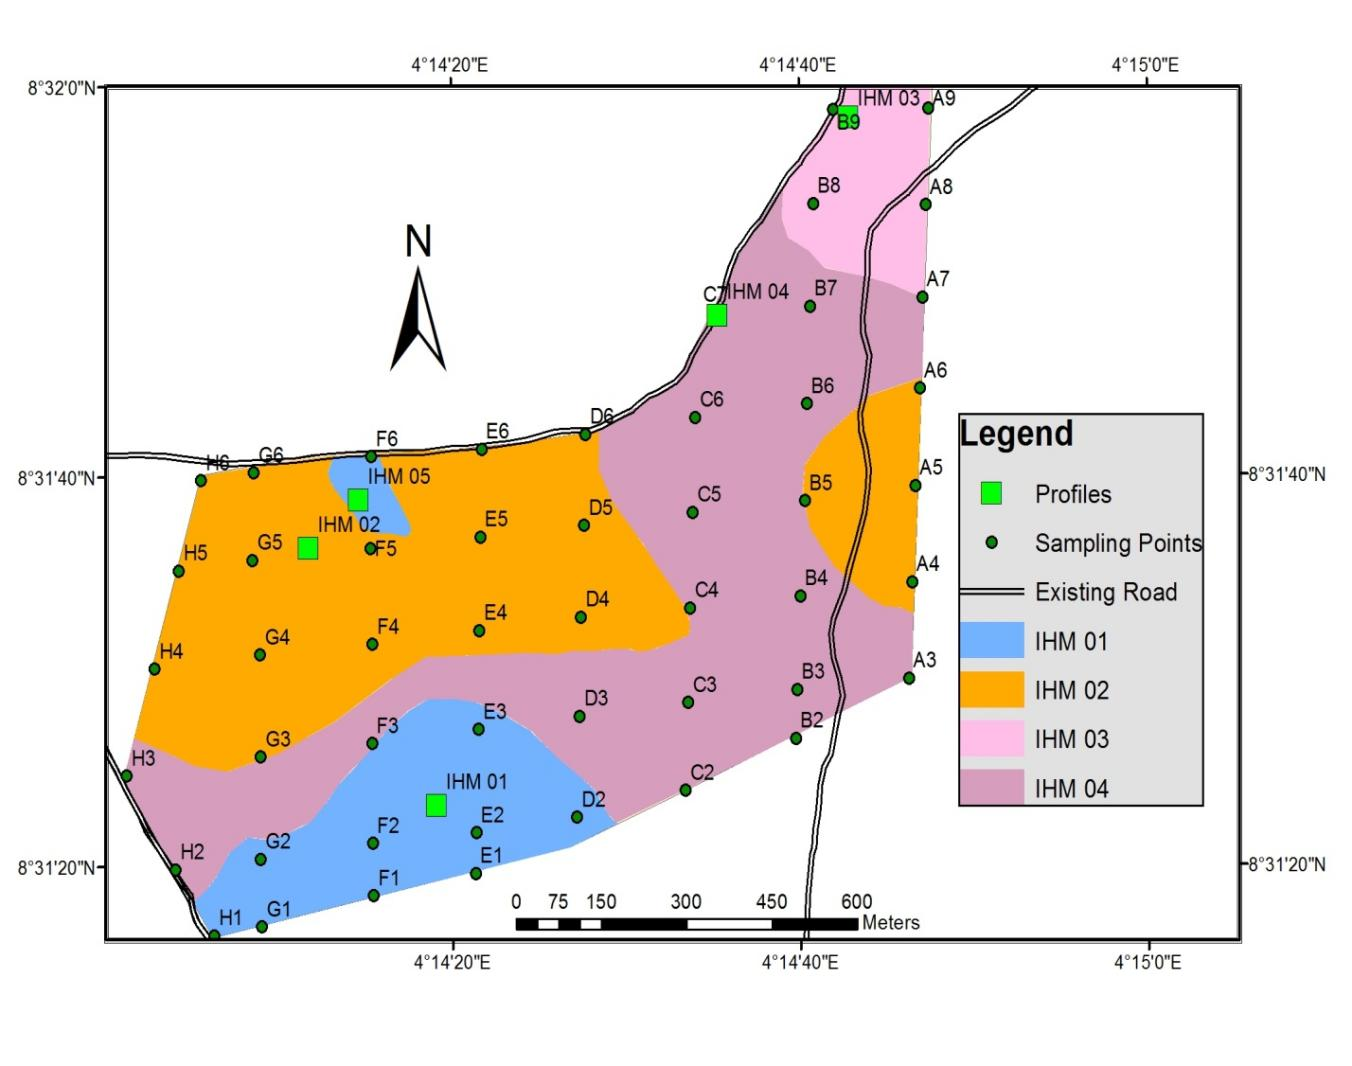 4°14'20"E 4°14'40"E 4°15'0"E
8°32'0"N
IHM 03 A9
B9
B8 A8
N
A7
C7 IHM 04 B7
A6
B6
C6
D6
E6
F6
G6
H6
8°31'40"N 8°31'40"N
IHM 05
A5
B5
C5
D5
IHM 02
E5
F5
G5
H5
A4
B4
C4
D4
E4
F4
G4
H4
A3
B3
C3
D3
E3
F3
G3
H3
B2
C2
IHM 01
D2
E2
F2
G2
H2
E1
F1
G1
H1
8°31'20"N 8°31'20"N
Legend
Profiles
Sampling Points
Existing Road
IHM 01
IHM 02
IHM 03
IHM 04
0 75 150 300 450 600
Meters
4°14'20"E 4°14'40"E 4°15'0"E